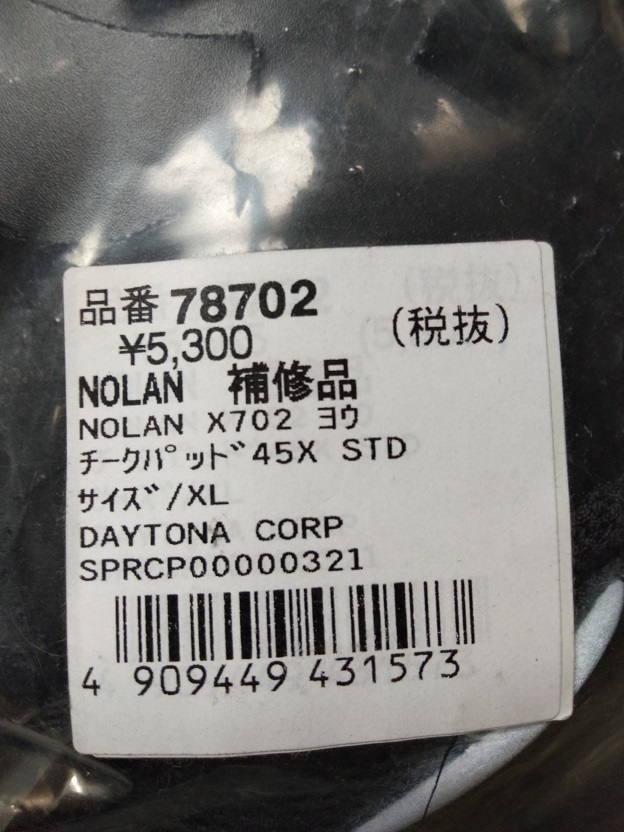 品番 78702
¥5,300 (税抜)
NOLAN 補修品
NOLAN X702 ヨウ
チークパッド 45X STD
サイズ/XL
DAYTONA CORP
SPRCP00000321
4 909449 431573